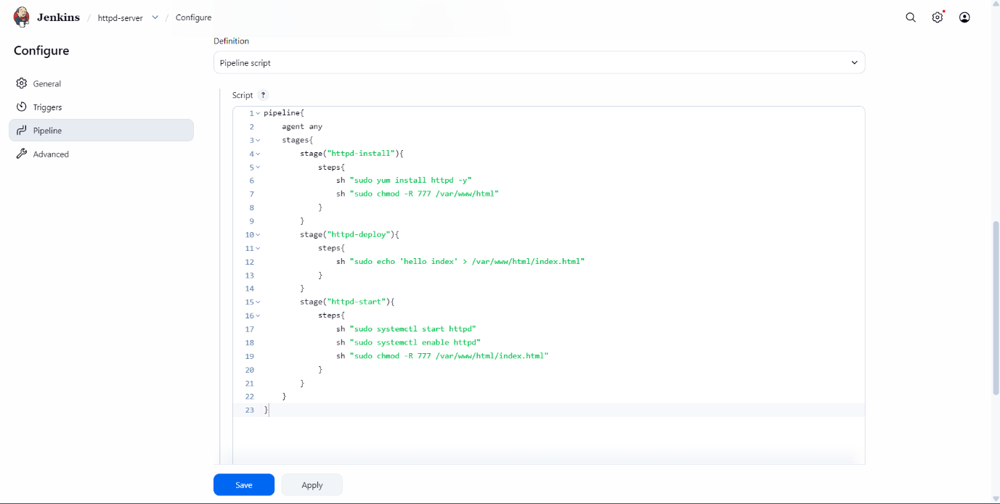 Jenkins / httpd-server / Configure
Configure
General
Triggers
Pipeline
Advanced
Definition
Pipeline script
Script ?
1 pipeline{
2     agent any
3     stages{
4         stage("httpd-install"){
5             steps{
6                 sh "sudo yum install httpd -y"
7                 sh "sudo chmod -R 777 /var/www/html"
8             }
9         }
10         stage("httpd-deploy"){
11             steps{
12                 sh "sudo echo 'hello index' > /var/www/html/index.html"
13             }
14         }
15         stage("httpd-start"){
16             steps{
17                 sh "sudo systemctl start httpd"
18                 sh "sudo systemctl enable httpd"
19                 sh "sudo chmod -R 777 /var/www/html/index.html"
20             }
21         }
22     }
23 }
Save Apply